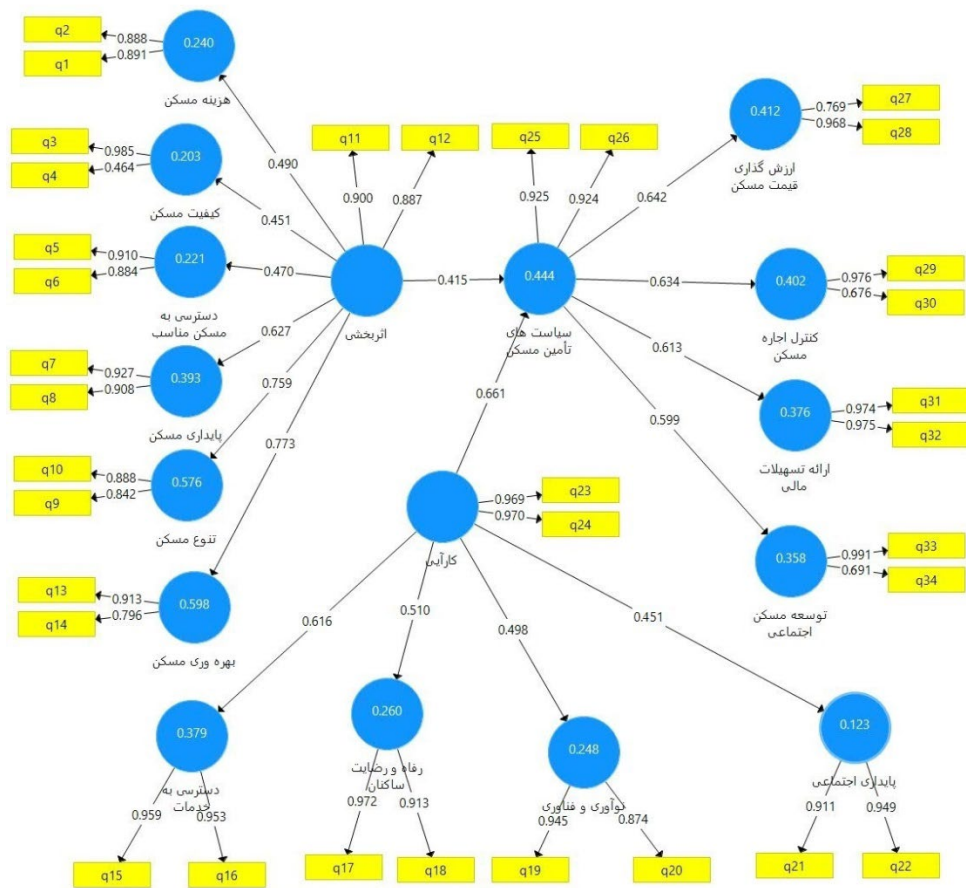 q2
0.888
0.891
q1
0.240
هزینه مسکن
q3
0.985
0.464
q4
0.203
کیفیت مسکن
q5
0.910
0.884
q6
0.221
دسترسی به
مسکن مناسب
q7
0.927
0.908
q8
0.393
پایداری مسکن
q10
0.888
0.842
q9
0.576
تنوع مسکن
q13
0.913
0.796
q14
0.598
بهره وری مسکن
0.490
0.451
0.470
0.627
0.759
0.773
q11
q12
0.900
0.887
اثربخشی
0.415
q25
q26
0.925
0.924
0.444
سیاست های
تأمین مسکن
0.661
0.642
0.634
0.613
0.599
0.412
ارزش گذاری
قیمت مسکن
0.769
0.968
q27
q28
0.402
کنترل اجاره
مسکن
0.976
0.676
q29
q30
0.376
ارائه تسهیلات
مالی
0.974
0.975
q31
q32
0.358
توسعه مسکن
اجتماعی
0.991
0.691
q33
q34
کارآیی
0.969
0.970
q23
q24
0.616
0.510
0.498
0.451
0.379
دسترسی به
خدمات
0.959
0.953
q15
q16
0.260
رفاه و رضایت
ساکنان
0.972
0.913
q17
q18
0.248
نوآوری و فناوری
0.945
0.874
q19
q20
0.123
پایداری اجتماعی
0.911
0.949
q21
q22